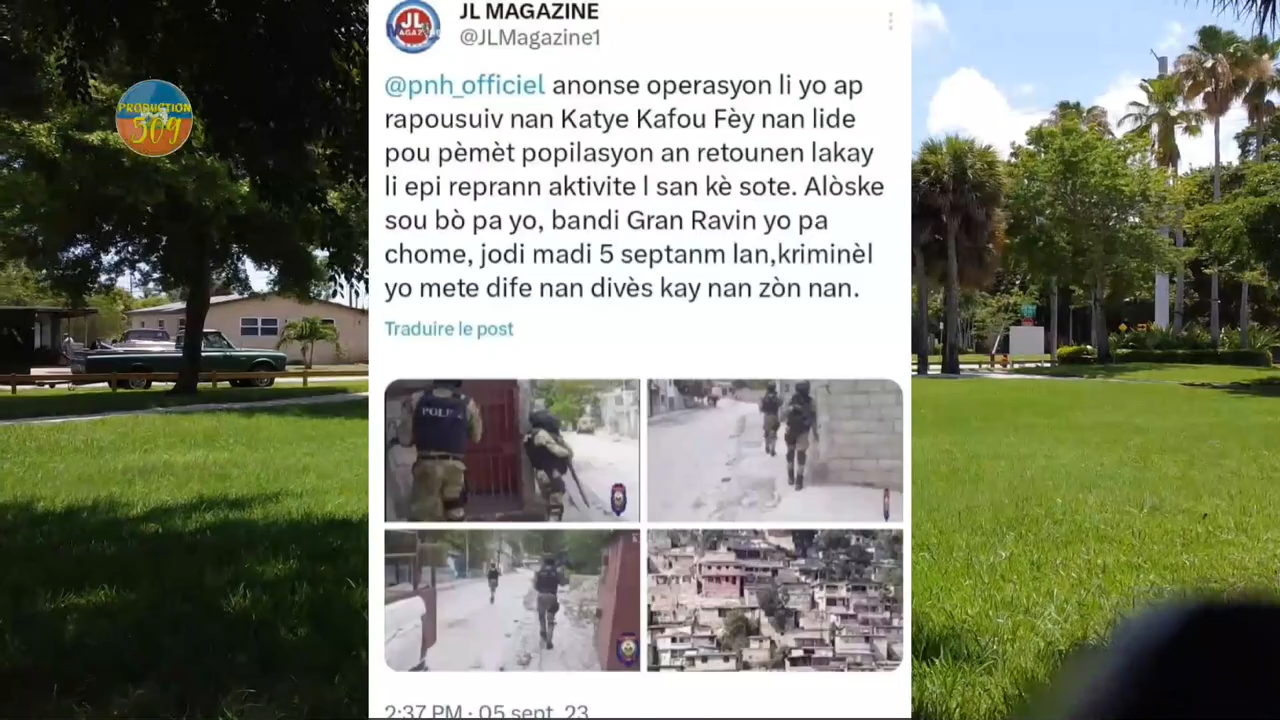 JL MAGAZINE
@JLMagazine1
PRODUCTION
509
@pnh_officiel anonse operasyon li yo ap
rapousuiv nan Katye Kafou Fèy nan lide
pou pèmèt popilasyon an retounen lakay
li epi reprann aktivite l san kè sote. Alòske
sou bò pa yo, bandi Gran Ravin yo pa
chome, jodi madi 5 septanm lan,kriminèl
yo mete dife nan divès kay nan zòn nan.
Traduire le post
2:37 PM · 05 sept. 23